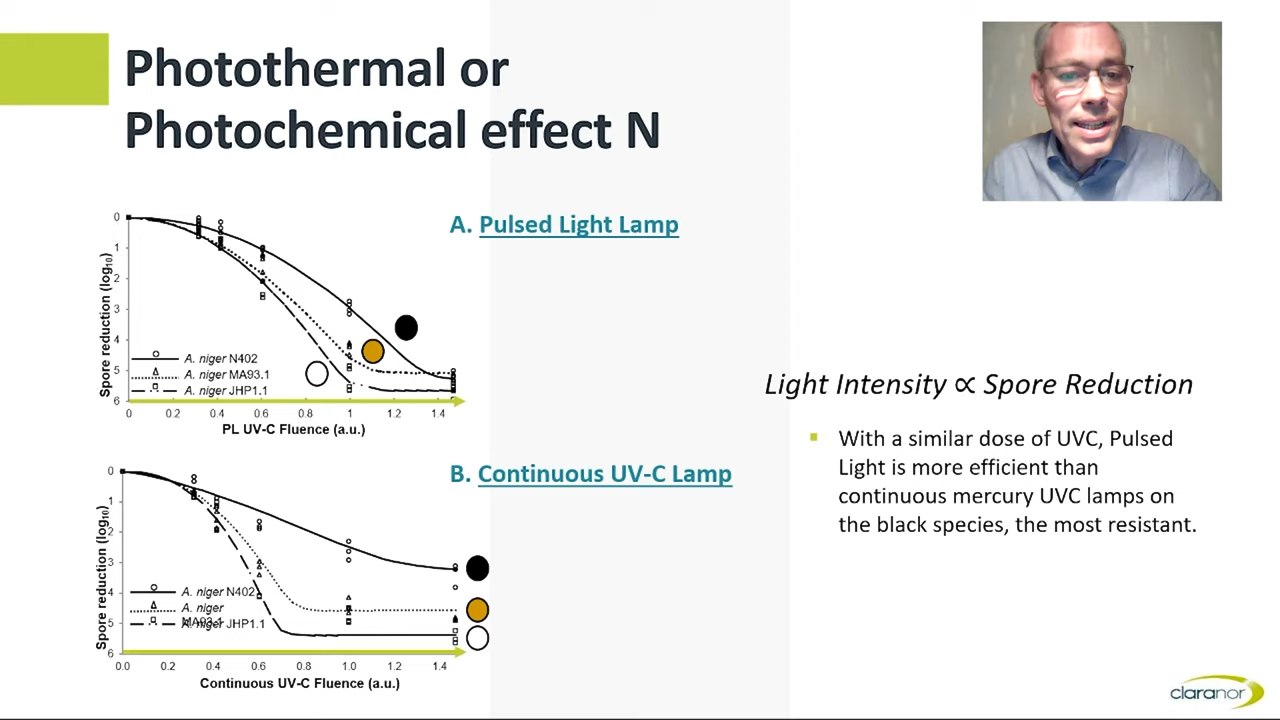 Photothermal or
Photochemical effect N
A. Pulsed Light Lamp
Spore reduction (log10)
0
1
2
3
4
5
6
A. niger N402
A. niger MA93.1
A. niger JHP1.1
0 0.2 0.4 0.6 0.8 1 1.2 1.4
PL UV-C Fluence (a.u.)
Light Intensity ∝ Spore Reduction
With a similar dose of UVC, Pulsed
Light is more efficient than
continuous mercury UVC lamps on
the black species, the most resistant.
B. Continuous UV-C Lamp
Spore reduction (log10)
0
1
2
3
4
5
6
A. niger N402
A. niger
MA93.1
A. niger JHP1.1
0.0 0.2 0.4 0.6 0.8 1.0 1.2 1.4
Continuous UV-C Fluence (a.u.)
claranor